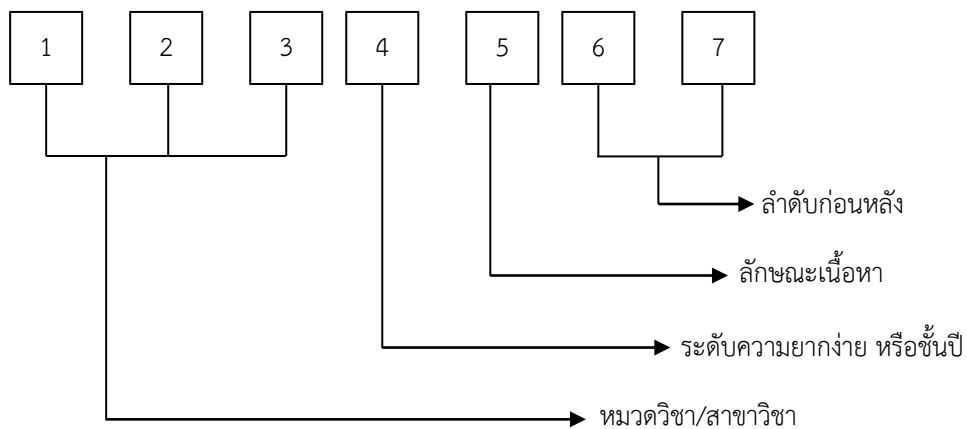 1 2 3 4 5 6 7
ลำดับก่อนหลัง
ลักษณะเนื้อหา
ระดับความยากง่าย หรือชั้นปี
หมวดวิชา/สาขาวิชา